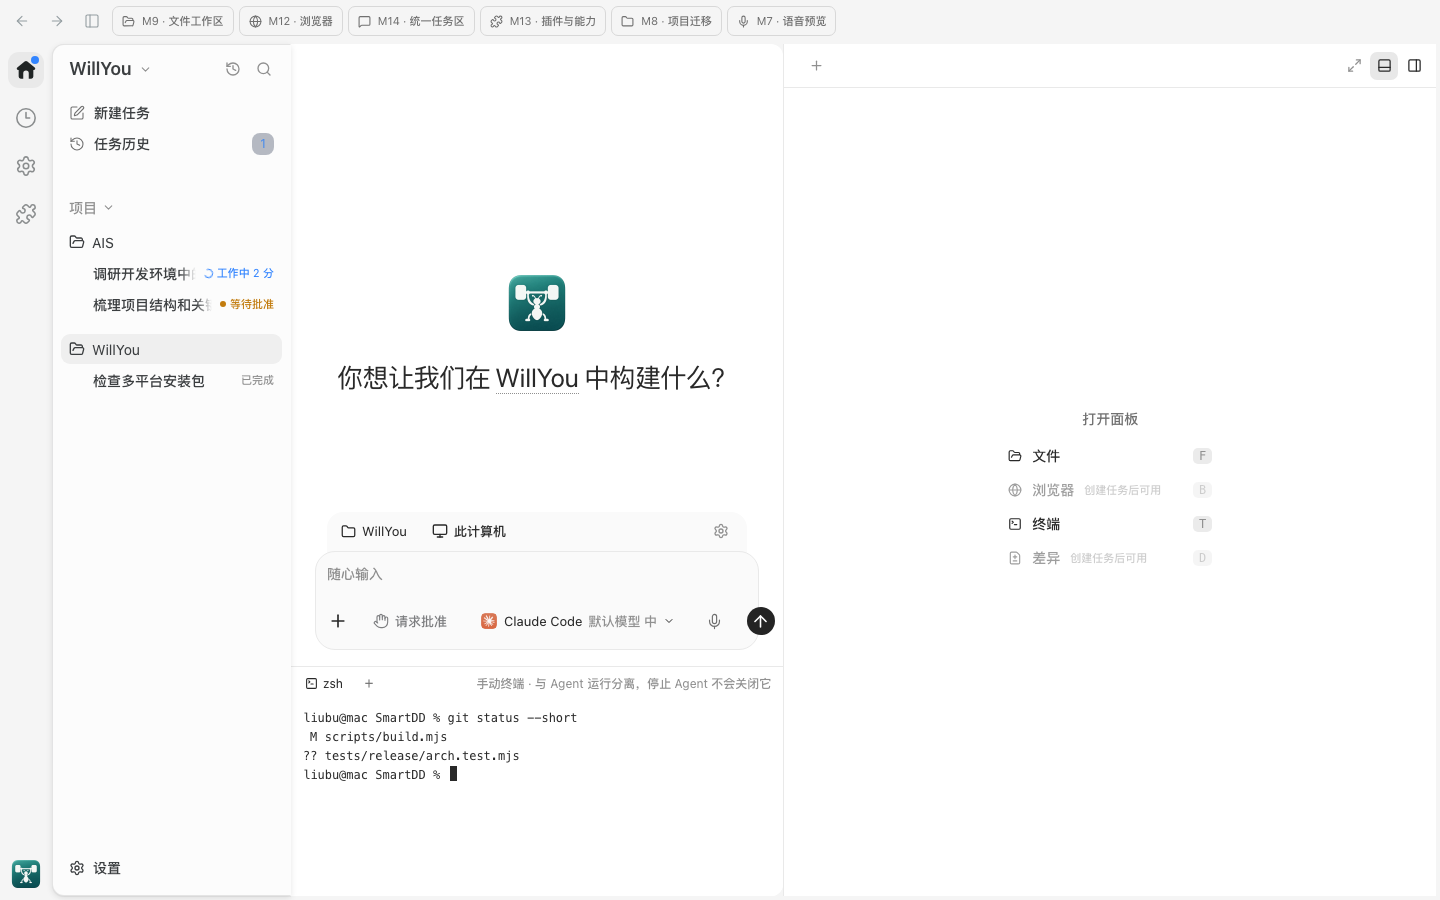 M9 · 文件工作区
M12 · 浏览器
M14 · 统一任务区
M13 · 插件与能力
M8 · 项目迁移
M7 · 语音预览
WillYou
新建任务
任务历史 1
项目
AIS
调研开发环境中 工作中 2 分
梳理项目结构和关 等待批准
WillYou
检查多平台安装包 已完成
设置
你想让我们在 WillYou 中构建什么?
WillYou 此计算机
随心输入
请求批准 Claude Code 默认模型 中
zsh 手动终端 · 与 Agent 运行分离，停止 Agent 不会关闭它
liubu@mac SmartDD % git status --short
M scripts/build.mjs
?? tests/release/arch.test.mjs
liubu@mac SmartDD %
打开面板
文件 F
浏览器 创建任务后可用 B
终端 T
差异 创建任务后可用 D